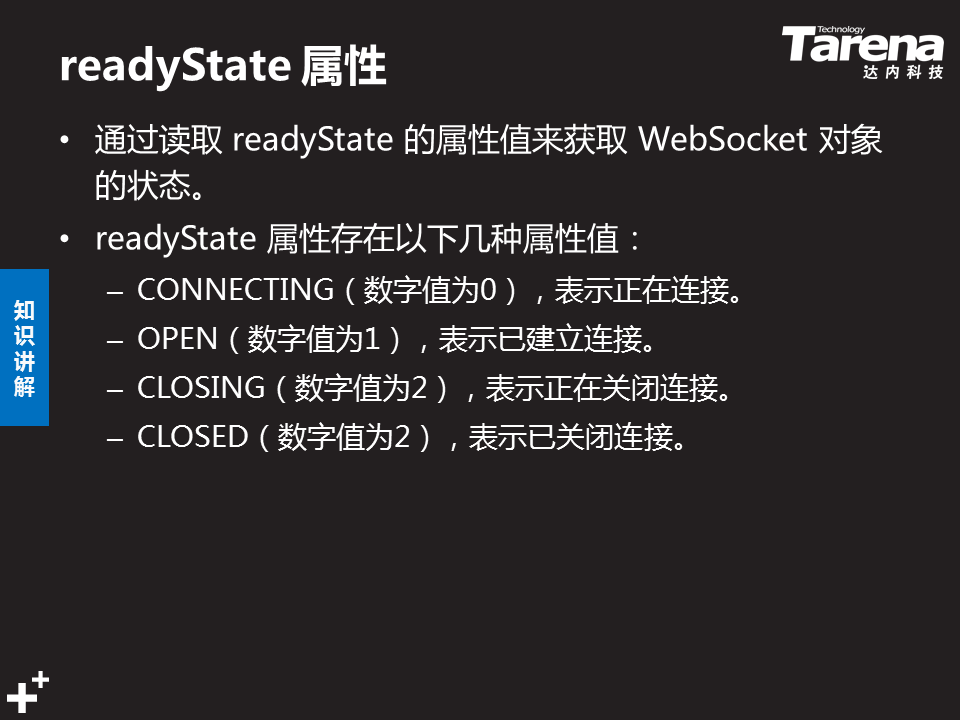 readyState 属性
Technology
Tarena
达内科技
• 通过读取 readyState 的属性值来获取 WebSocket 对象
的状态。
• readyState 属性存在以下几种属性值：
– CONNECTING（数字值为0），表示正在连接。
– OPEN（数字值为1），表示已建立连接。
– CLOSING（数字值为2），表示正在关闭连接。
– CLOSED（数字值为2），表示已关闭连接。
知识讲解